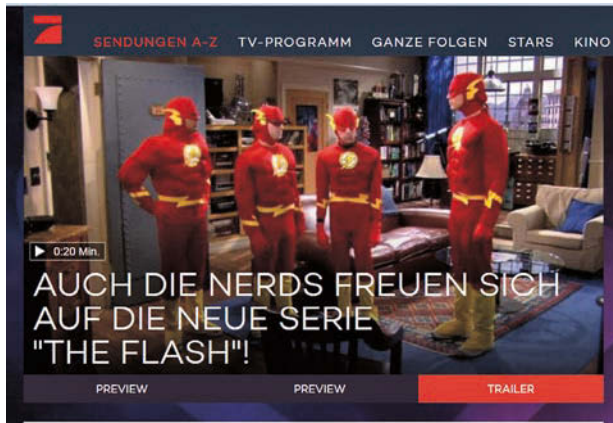 SENDUNGEN A-Z TV-PROGRAMM GANZE FOLGEN STARS KINO
0:20 Min.
AUCH DIE NERDS FREUEN SICH
AUF DIE NEUE SERIE
"THE FLASH"!
PREVIEW PREVIEW TRAILER